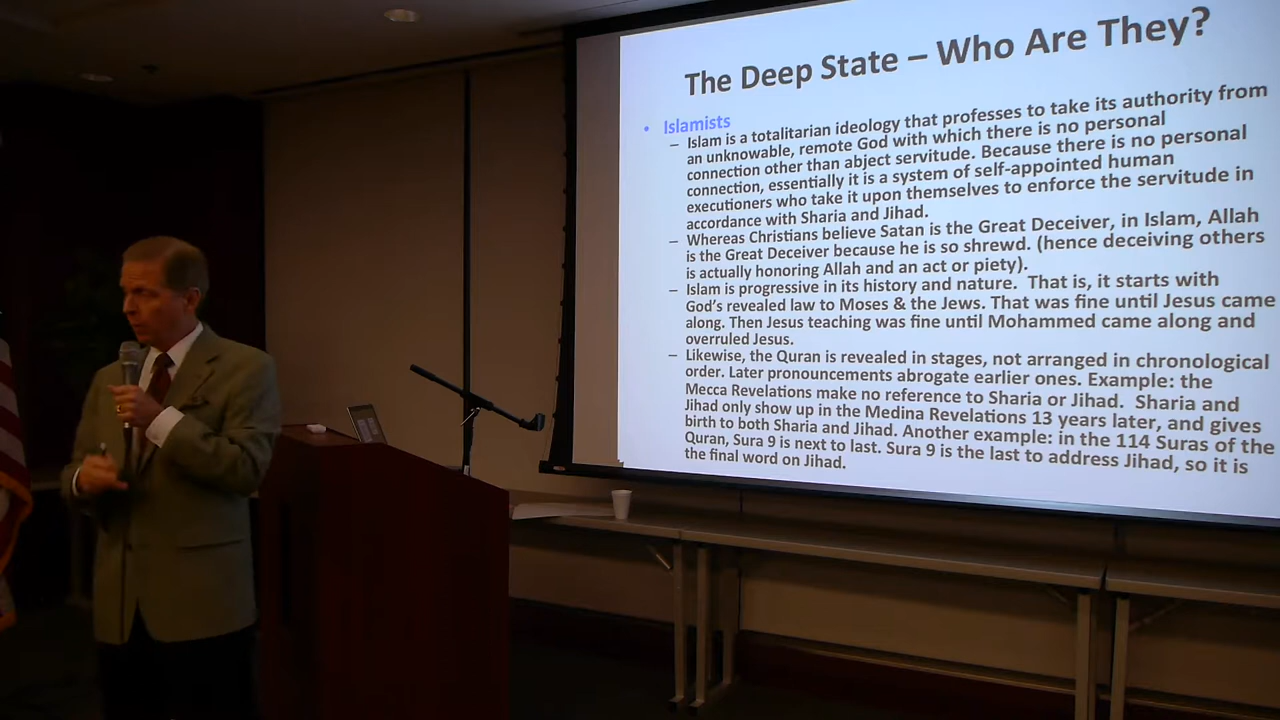 The Deep State – Who Are They?
• Islamists
– Islam is a totalitarian ideology that professes to take its authority from
an unknowable, remote God with which there is no personal
connection other than abject servitude. Because there is no personal
connection, essentially it is a system of self-appointed human
executioners who take it upon themselves to enforce the servitude in
accordance with Sharia and Jihad.
– Whereas Christians believe Satan is the Great Deceiver, in Islam, Allah
is the Great Deceiver because he is so shrewd. (hence deceiving others
is actually honoring Allah and an act or piety).
– Islam is progressive in its history and nature. That is, it starts with
God's revealed law to Moses & the Jews. That was fine until Jesus came
along. Then Jesus teaching was fine until Mohammed came along and
overruled Jesus.
– Likewise, the Quran is revealed in stages, not arranged in chronological
order. Later pronouncements abrogate earlier ones. Example: the
Mecca Revelations make no reference to Sharia or Jihad. Sharia and
Jihad only show up in the Medina Revelations 13 years later, and gives
birth to both Sharia and Jihad. Another example: in the 114 Suras of the
Quran, Sura 9 is next to last. Sura 9 is the last to address Jihad, so it is
the final word on Jihad.